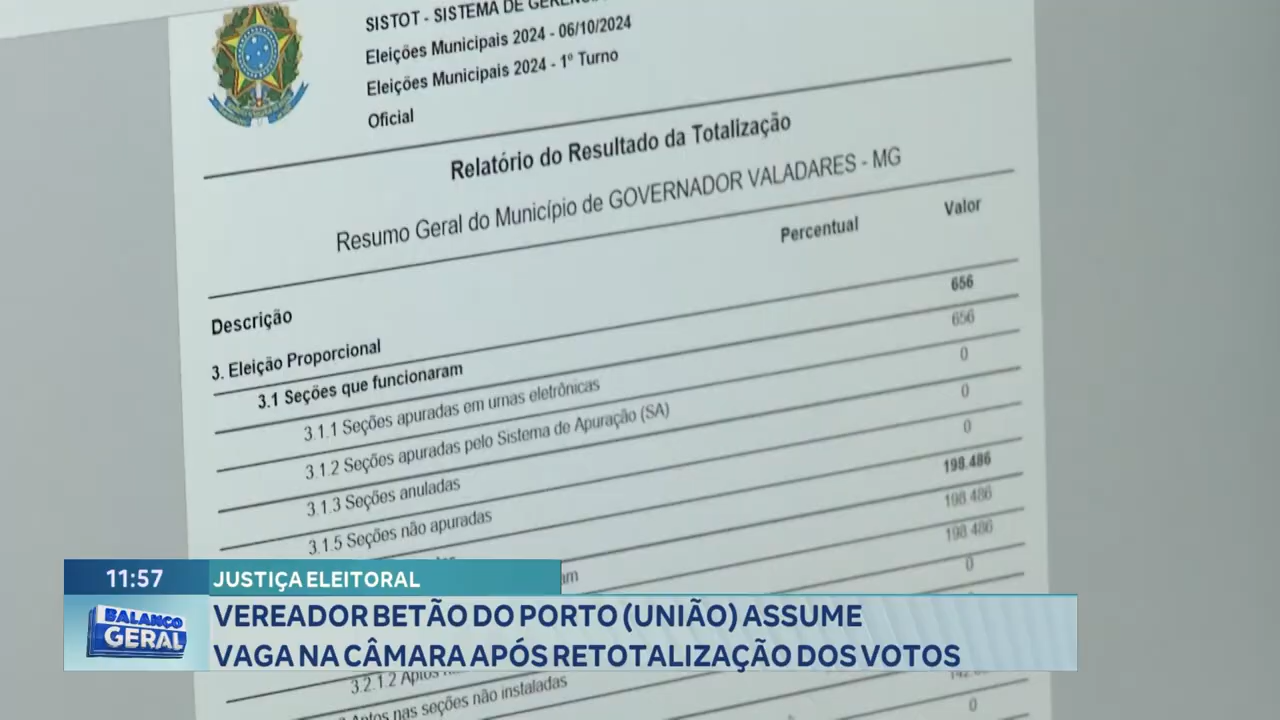 SISTOT - SISTEMA DE
Eleições Municipais 2024 - 06/10/2024
Eleições Municipais 2024 - 1º Turno
Oficial
Relatório do Resultado da Totalização
Resumo Geral do Município de GOVERNADOR VALADARES - MG
Percentual Valor
Descrição
3. Eleição Proporcional 656
3.1 Seções que funcionaram 656
3.1.1 Seções apuradas em urnas eletrônicas 0
3.1.2 Seções apuradas pelo Sistema de Apuração (SA) 0
3.1.3 Seções anuladas 0
3.1.5 Seções não apuradas 198.486
198.486
198.486
0
11:57 JUSTIÇA ELEITORAL
BALANÇO GERAL
VEREADOR BETÃO DO PORTO (UNIÃO) ASSUME
VAGA NA CÂMARA APÓS RETOTALIZAÇÃO DOS VOTOS
3.2.1.2 Aptos
Aptos nas seções não instaladas
0